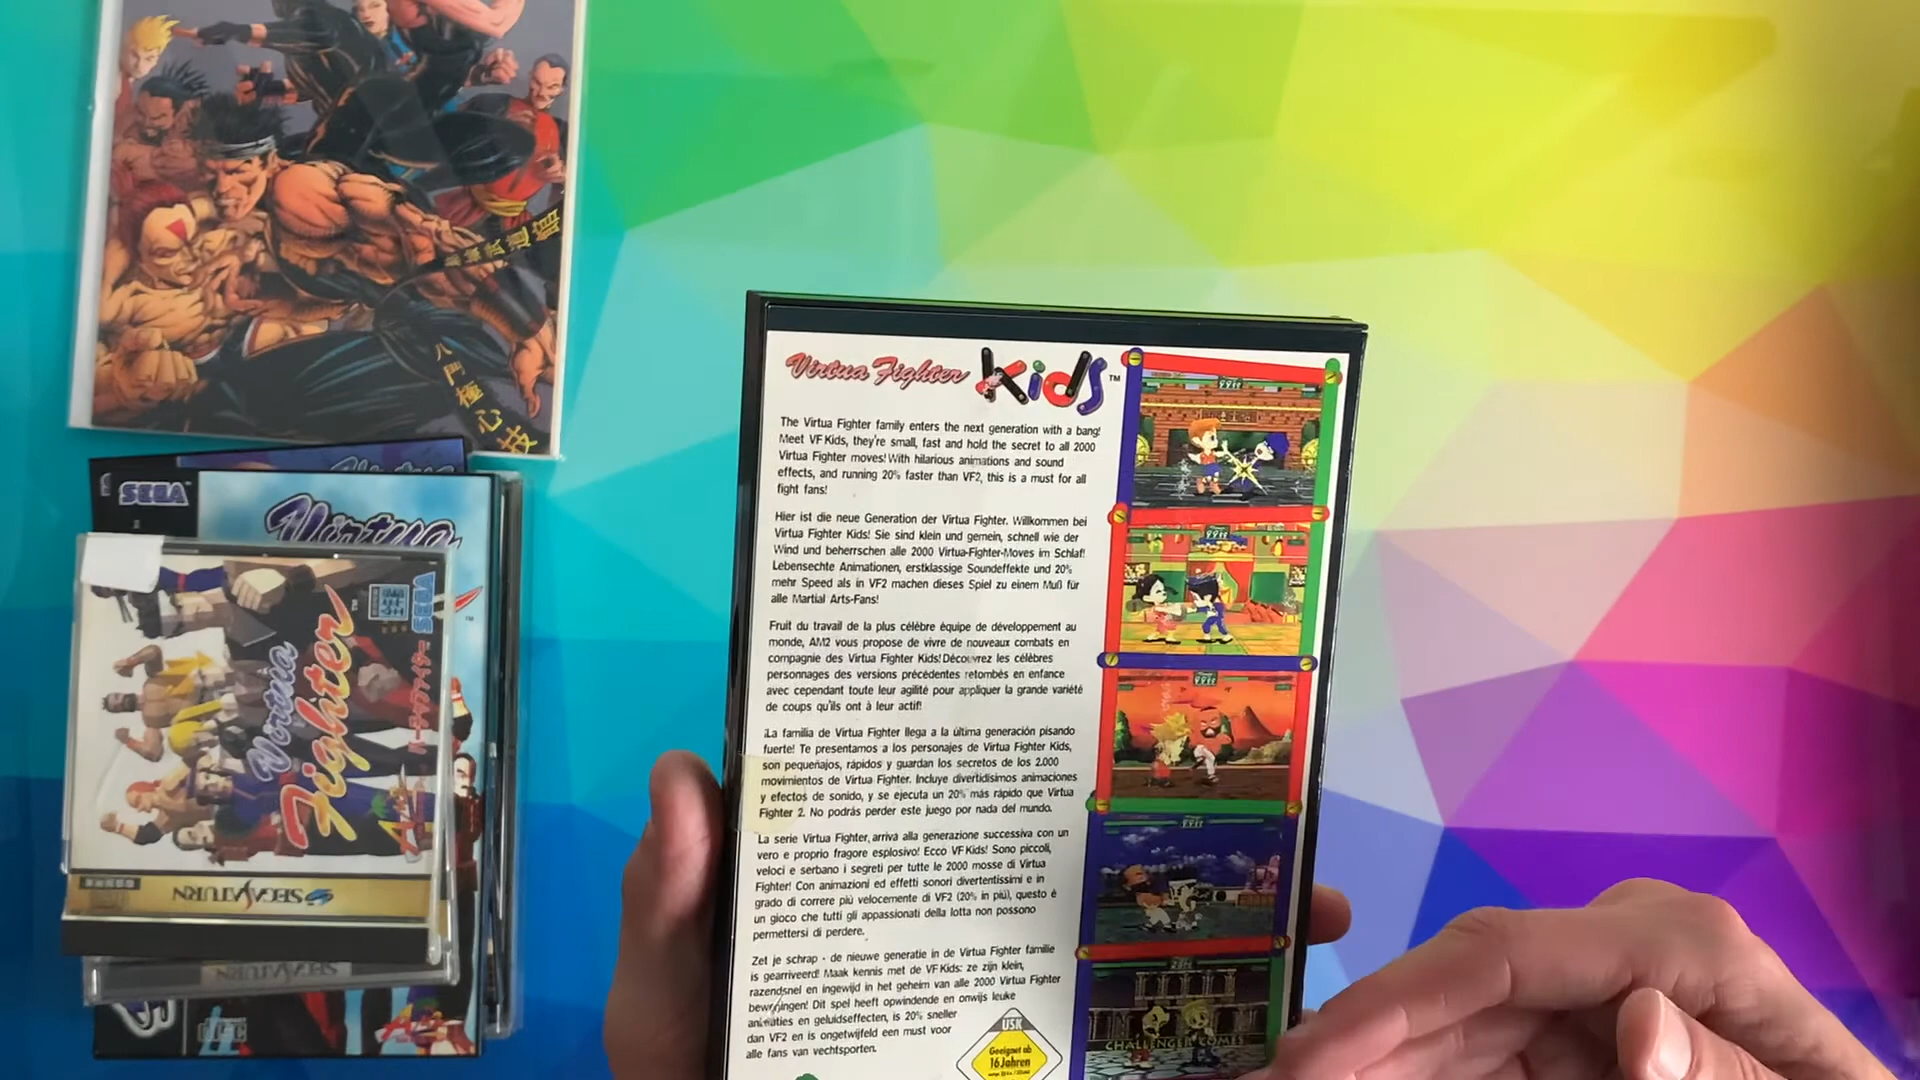 八門極心技
SEGA
Virtua
Virtua
Fighter
SEGA
バーチャファイター
SEGA SATURN
SEGA SATURN
Virtua Fighter Kids™
The Virtua Fighter family enters the next generation with a bang!
Meet VF Kids, they're small, fast and hold the secret to all 2000
Virtua Fighter moves! With hilarious animations and sound
effects, and running 20% faster than VF2, this is a must for all
fight fans!
Hier ist die neue Generation der Virtua Fighter. Willkommen bei
Virtua Fighter Kids! Sie sind klein und gemein, schnell wie der
Wind und beherrschen alle 2000 Virtua-Fighter-Moves im Schlaf!
Lebensechte Animationen, erstklassige Soundeffekte und 20%
mehr Speed als in VF2 machen dieses Spiel zu einem Muß für
alle Martial Arts-Fans!
Fruit du travail de la plus célèbre équipe de développement au
monde, AM2 vous propose de vivre de nouveaux combats en
compagnie des Virtua Fighter Kids! Découvrez les célèbres
personnages des versions précédentes retombés en enfance
avec cependant toute leur agilité pour appliquer la grande variété
de coups qu'ils ont à leur actif!
¡La familia de Virtua Fighter llega a la última generación pisando
fuerte! Te presentamos a los personajes de Virtua Fighter Kids,
son pequeñajos, rápidos y guardan los secretos de los 2.000
movimientos de Virtua Fighter. Incluye divertidísimos animaciones
y efectos de sonido, y se ejecuta un 20% más rápido que Virtua
Fighter 2. No podrás perder este juego por nada del mundo.
La serie Virtua Fighter, arriva alla generazione successiva con un
vero e proprio fragore esplosivo! Ecco VF Kids! Sono piccoli,
veloci e serbano i segreti per tutte le 2000 mosse di Virtua
Fighter! Con animazioni ed effetti sonori divertentissimi e in
grado di correre più velocemente di VF2 (20% in più), questo è
un gioco che tutti gli appassionati della lotta non possono
permettersi di perdere.
Zet je schrap - de nieuwe generatie in de Virtua Fighter familie
is gearriveerd! Maak kennis met de VF Kids: ze zijn klein,
razendsnel en ingewijd in het geheim van alle 2000 Virtua Fighter
bewegingen! Dit spel heeft opwindende en onwijs leuke
animaties en geluidseffecten, is 20% sneller
dan VF2 en is ongetwijfeld een must voor
alle fans van vechtsporten.
USK
Geeignet ab
16 Jahren
CHALLENGER COMES